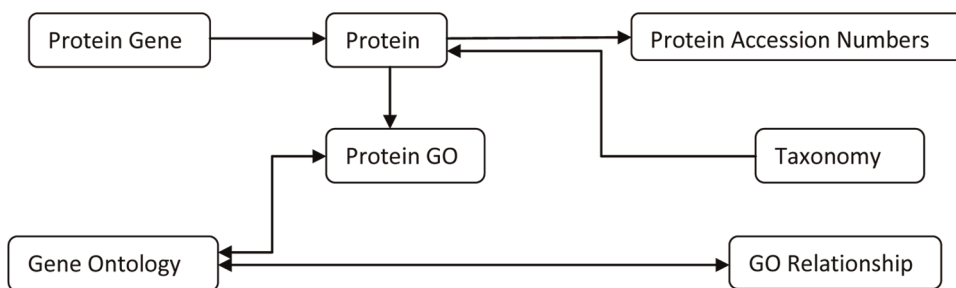 Protein Gene
Protein
Protein Accession Numbers
Protein GO
Taxonomy
Gene Ontology
GO Relationship